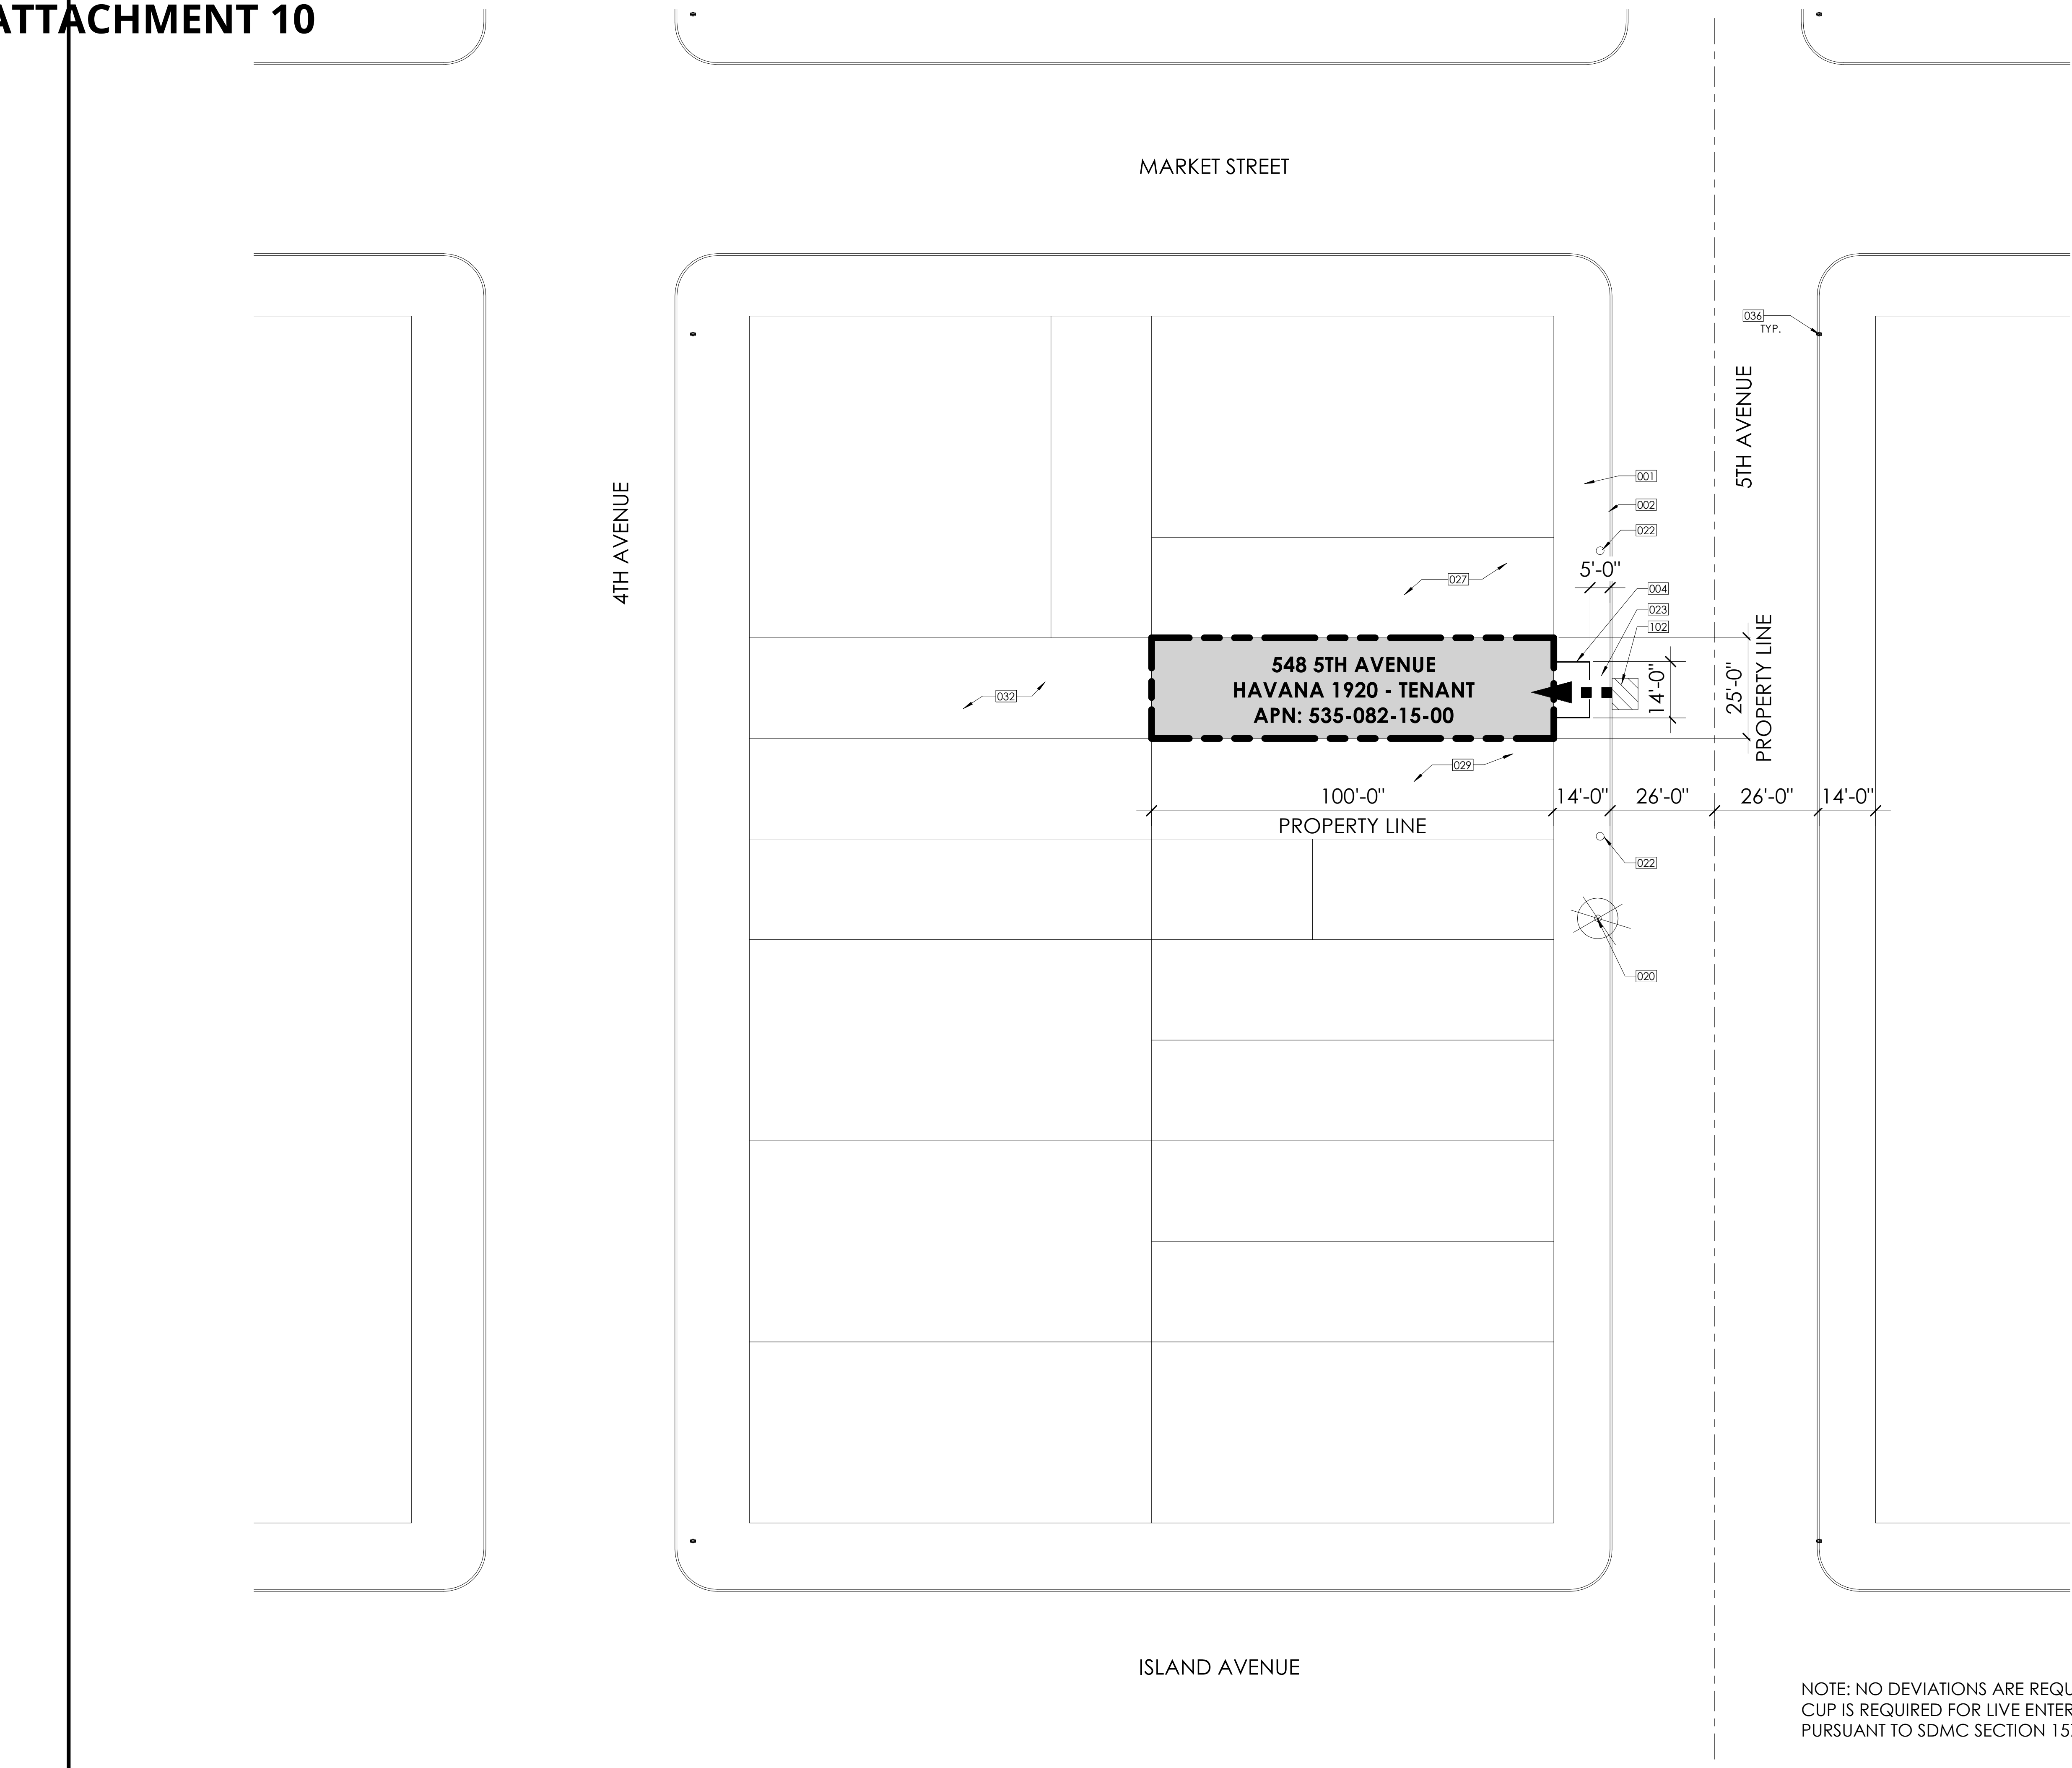 ATTACHMENT 10
MARKET STREET
036
TYP.
5TH AVENUE
4TH AVENUE
001
002
022
5'-0"
027
004
023
102
548 5TH AVENUE
HAVANA 1920 - TENANT
APN: 535-082-15-00
032
14'-0"
25'-0"
PROPERTY LINE
029
100'-0"
14'-0"
26'-0"
26'-0"
14'-0"
PROPERTY LINE
022
020
ISLAND AVENUE
NOTE: NO DEVIATIONS ARE REQU
CUP IS REQUIRED FOR LIVE ENTER
PURSUANT TO SDMC SECTION 15